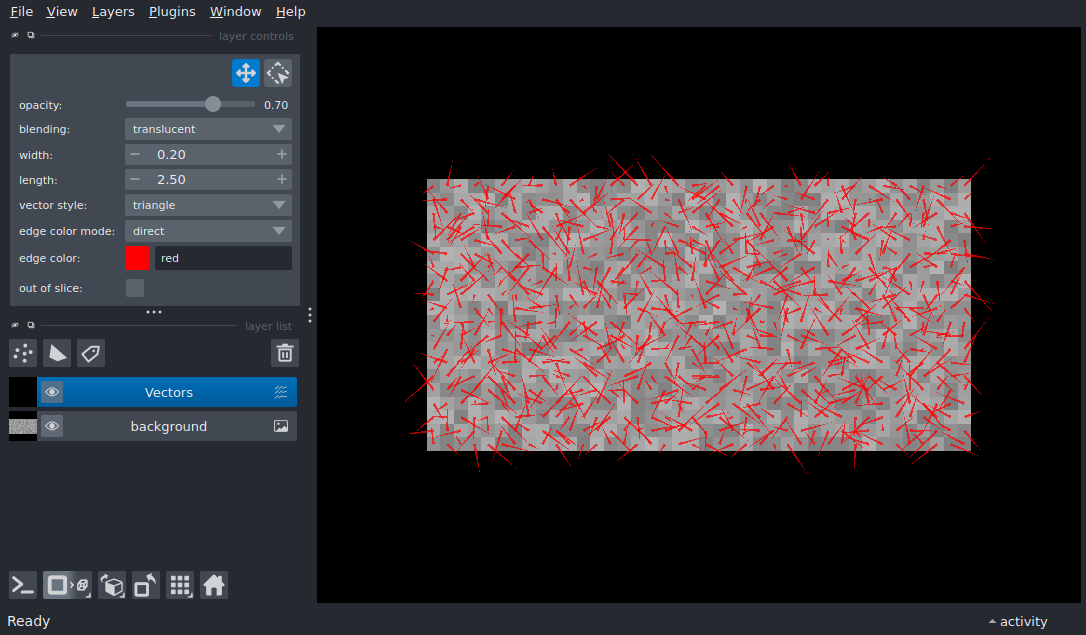 File View Layers Plugins Window Help
layer controls
opacity: 0.70
blending: translucent
width: 0.20
length: 2.50
vector style: triangle
edge color mode: direct
edge color: red
out of slice:
layer list
Vectors
background
Ready
activity